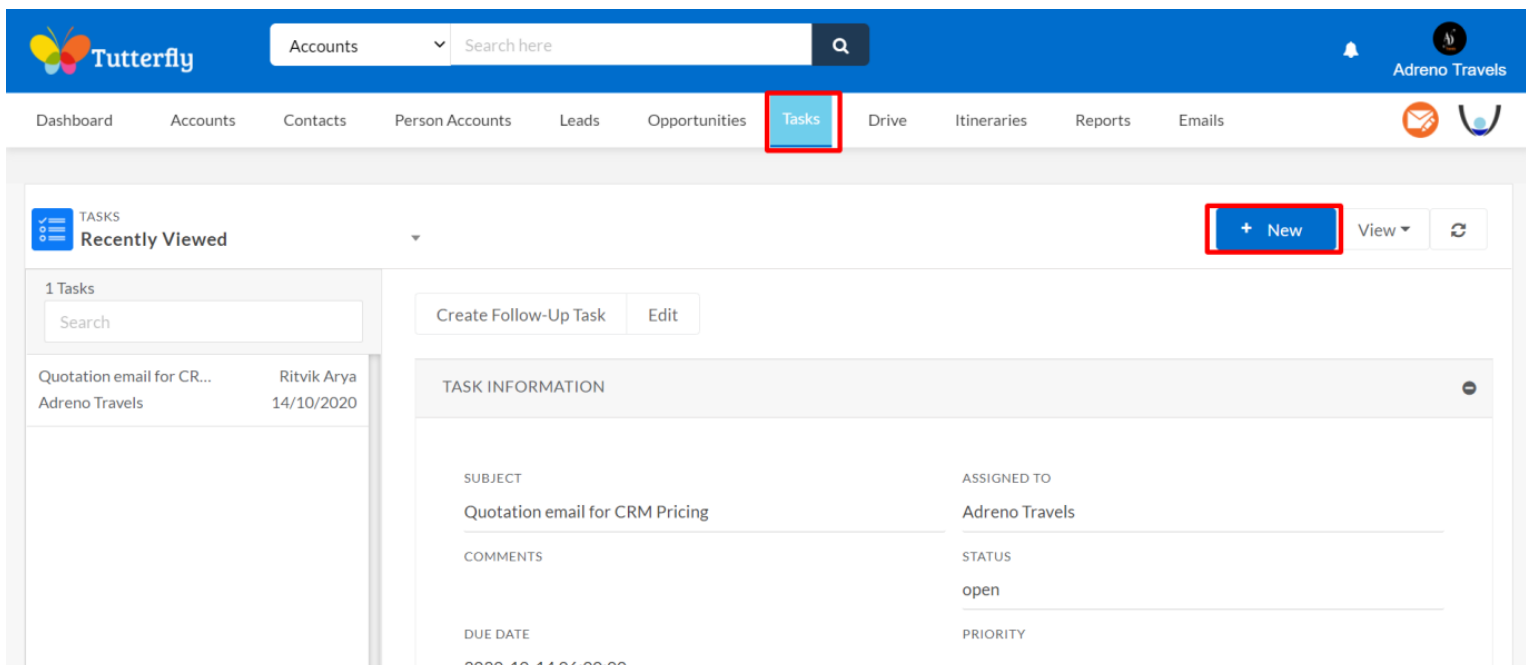 Tutterfly
Accounts
Search here
Adreno Travels
Dashboard Accounts Contacts Person Accounts Leads Opportunities Tasks Drive Itineraries Reports Emails
TASKS
Recently Viewed
+ New View
1 Tasks
Search
Create Follow-Up Task Edit
Quotation email for CR... Ritvik Arya
Adreno Travels 14/10/2020
TASK INFORMATION
SUBJECT ASSIGNED TO
Quotation email for CRM Pricing Adreno Travels
COMMENTS STATUS
open
DUE DATE PRIORITY